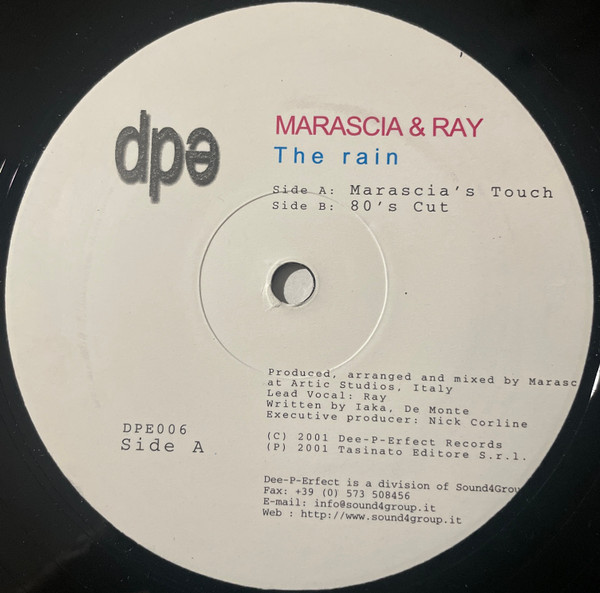 dpe
MARASCIA & RAY
The rain
Side A: Marascia's Touch
Side B: 80's Cut
Produced, arranged and mixed by Marasc
at Artic Studios, Italy
Lead Vocal: Ray
Written by Iaka, De Monte
Executive producer: Nick Corline
(C) 2001 Dee-P-Erfect Records
(P) 2001 Tasinato Editore S.r.l.
DPE006
Side A
Dee-P-Erfect is a division of Sound4Grou
Fax: +39 (0) 573 508456
E-mail: info@sound4group.it
Web : http://www.sound4group.it